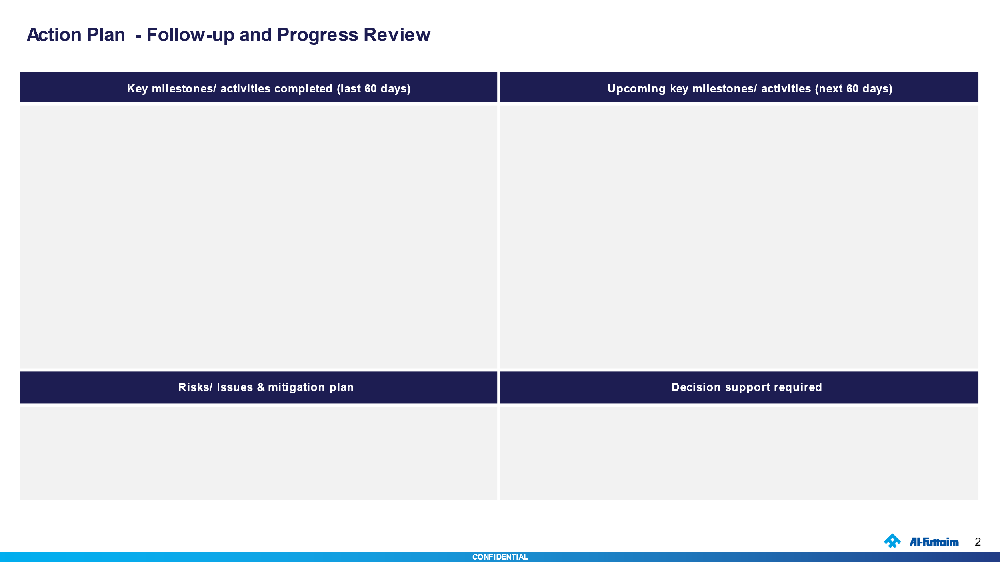 Action Plan  - Follow-up and Progress Review
Key milestones/ activities completed (last 60 days)
Upcoming key milestones/ activities (next 60 days)
Risks/ Issues & mitigation plan
Decision support required
Al-Futtaim
2
CONFIDENTIAL